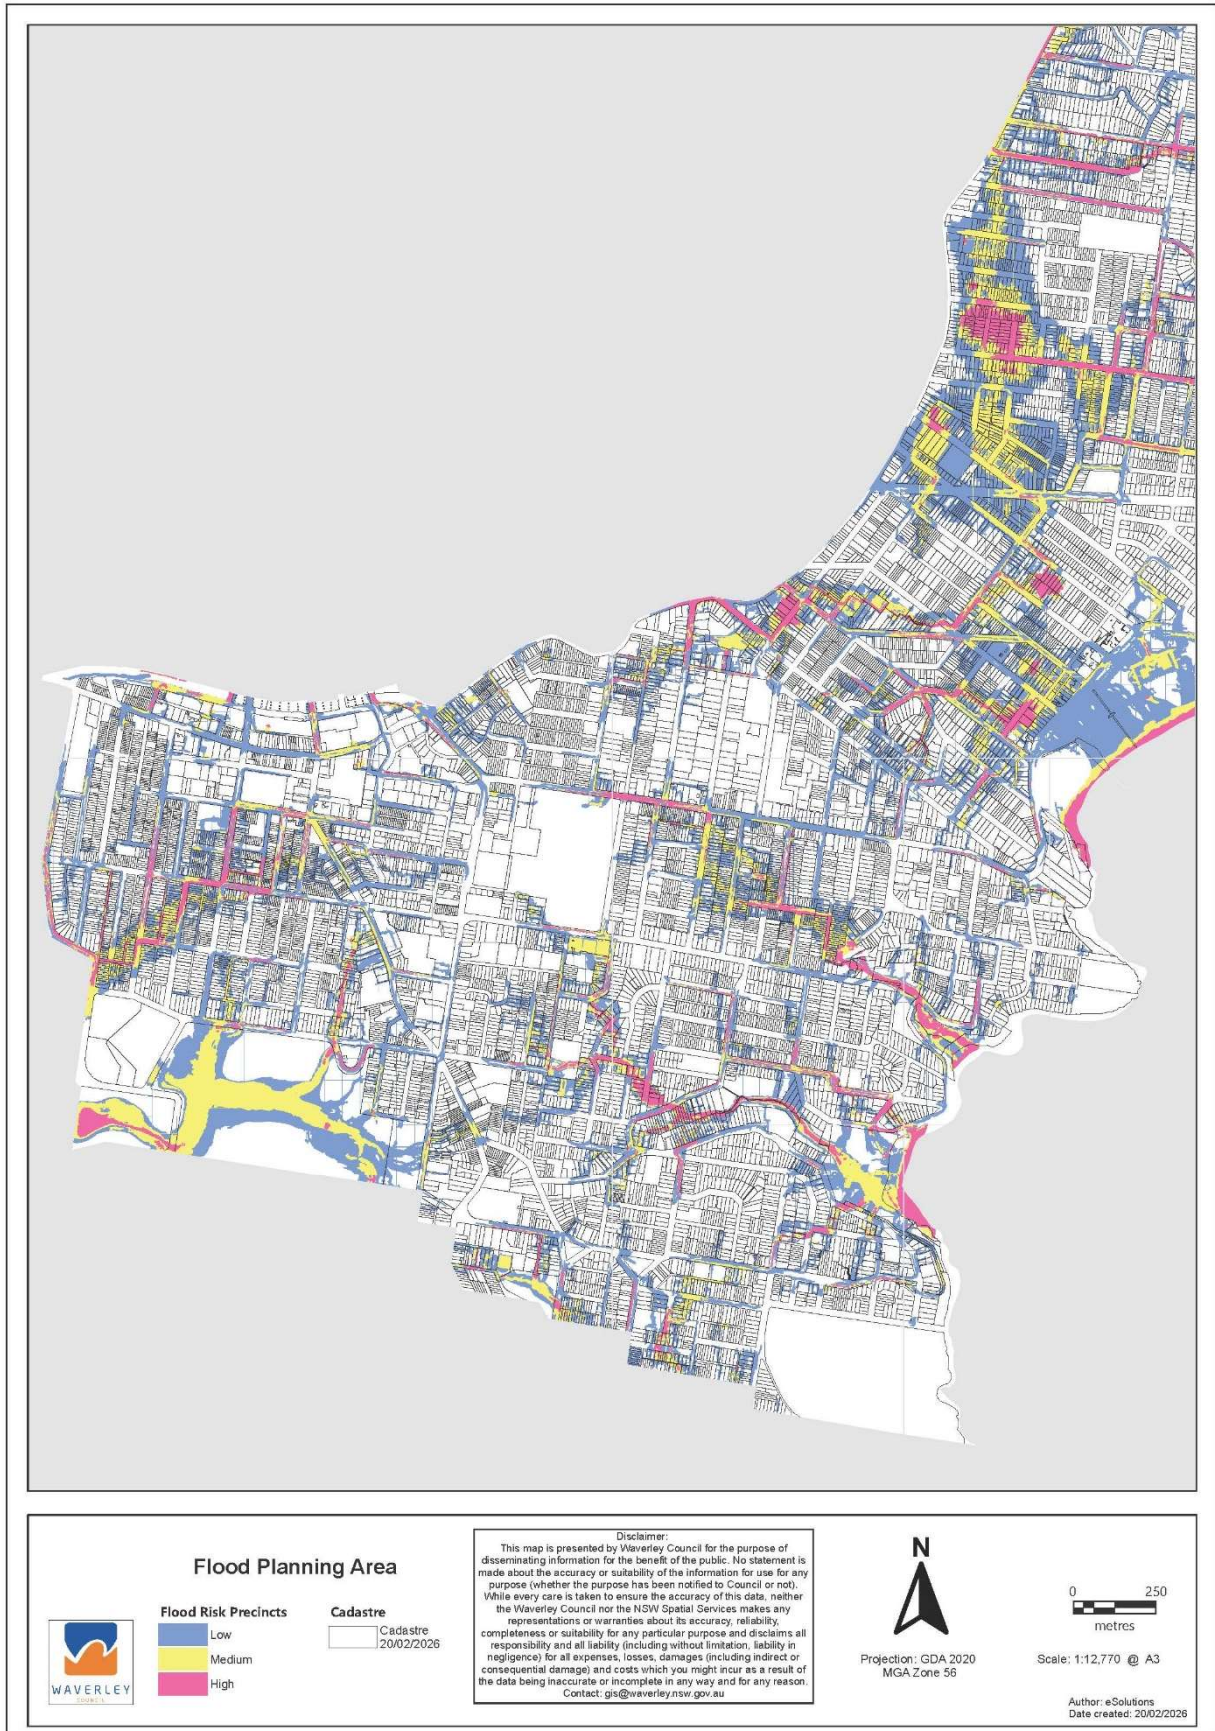 Flood Planning Area
WAVERLEY
COUNCIL
Flood Risk Precincts
Low
Medium
High
Cadastre
Cadastre
20/02/2026
Disclaimer:
This map is presented by Waverley Council for the purpose of
disseminating information for the benefit of the public. No statement is
made about the accuracy or suitability of the information for use for any
purpose (whether the purpose has been notified to Council or not).
While every care is taken to ensure the accuracy of this data, neither
the Waverley Council nor the NSW Spatial Services makes any
representations or warranties about its accuracy, reliability,
completeness or suitability for any particular purpose and disclaims all
responsibility and all liability (including without limitation, liability in
negligence) for all expenses, losses, damages (including indirect or
consequential damage) and costs which you might incur as a result of
the data being inaccurate or incomplete in any way and for any reason.
Contact: gis@waverley.nsw.gov.au
N
Projection: GDA 2020
MGA Zone 56
0 250
metres
Scale: 1:12,770 @ A3
Author: eSolutions
Date created: 20/02/2026